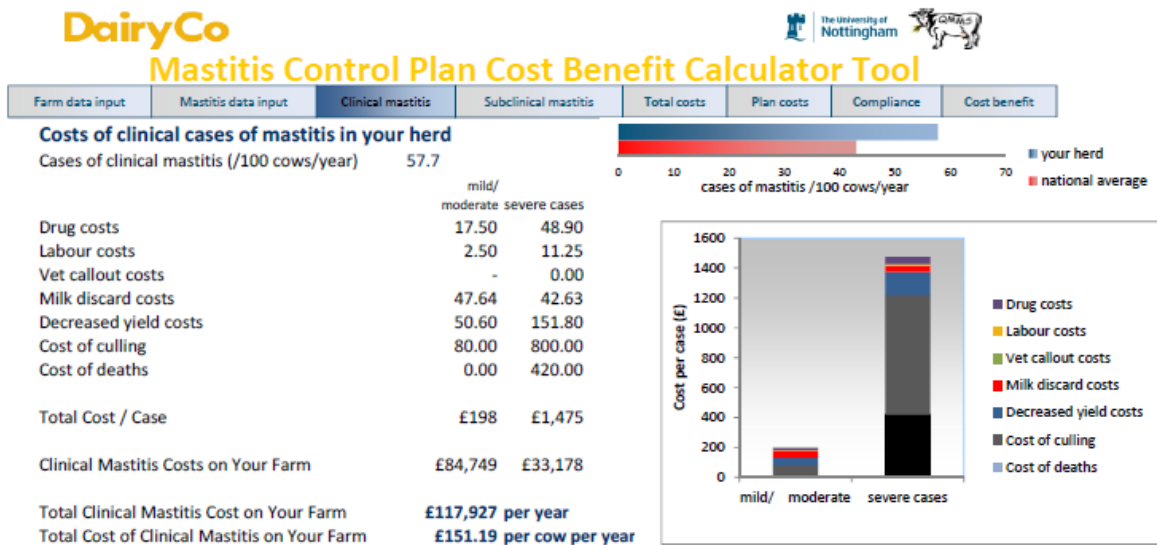 DairyCo
The University of
Nottingham
QMMS
Mastitis Control Plan Cost Benefit Calculator Tool
Farm data input Mastitis data input Clinical mastitis Subclinical mastitis Total costs Plan costs Compliance Cost benefit
Costs of clinical cases of mastitis in your herd
Cases of clinical mastitis (/100 cows/year) 57.7
0 10 20 30 40 50 60 70
cases of mastitis /100 cows/year
your herd
national average
mild/
moderate severe cases
Drug costs 17.50 48.90
Labour costs 2.50 11.25
Vet callout costs - 0.00
Milk discard costs 47.64 42.63
Decreased yield costs 50.60 151.80
Cost of culling 80.00 800.00
Cost of deaths 0.00 420.00
Total Cost / Case £198 £1,475
Clinical Mastitis Costs on Your Farm £84,749 £33,178
Total Clinical Mastitis Cost on Your Farm £117,927 per year
Total Cost of Clinical Mastitis on Your Farm £151.19 per cow per year
Cost per case (£)
1600
1400
1200
1000
800
600
400
200
0
mild/ moderate severe cases
Drug costs
Labour costs
Vet callout costs
Milk discard costs
Decreased yield costs
Cost of culling
Cost of deaths